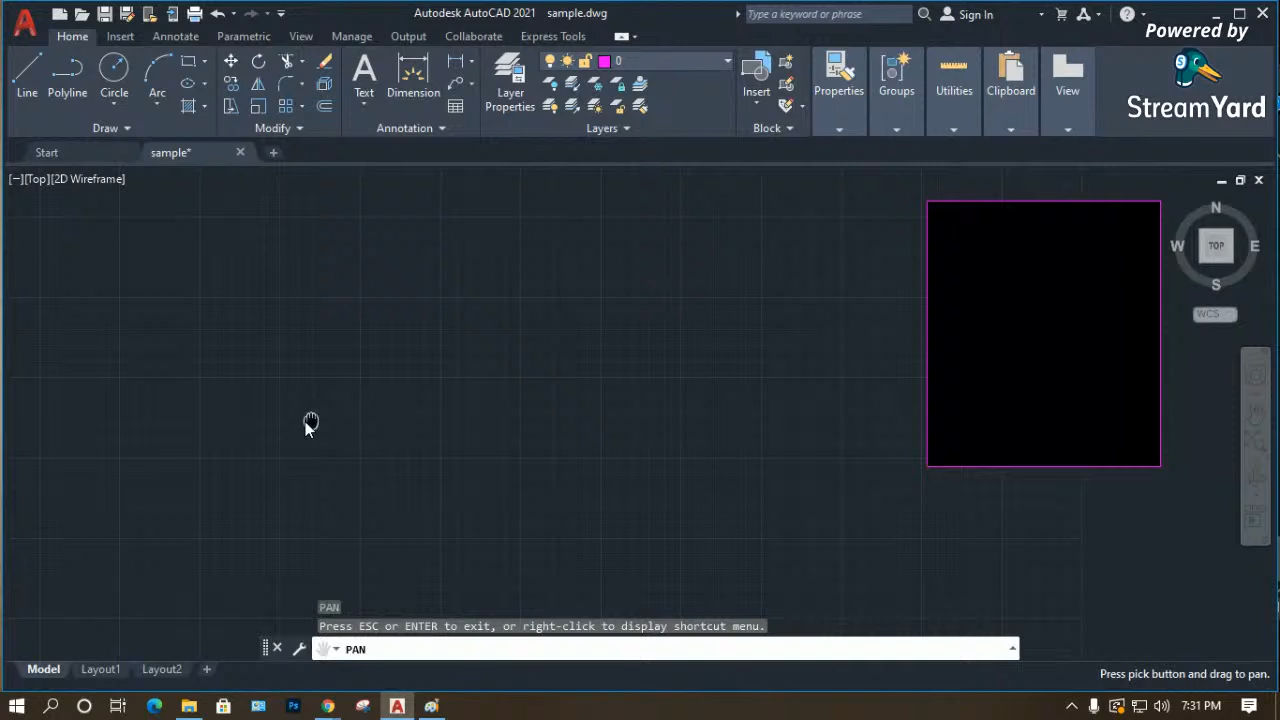 Autodesk AutoCAD 2021 sample.dwg
Type a keyword or phrase
Sign In
Powered by
StreamYard
Home Insert Annotate Parametric View Manage Output Collaborate Express Tools
0
Line Polyline Circle Arc
Text Dimension
Layer
Properties
Insert
Properties Groups Utilities Clipboard View
Draw Modify Annotation Layers Block
Start sample*
[−][Top][2D Wireframe]
N
W TOP E
S
WCS
PAN
Press ESC or ENTER to exit, or right-click to display shortcut menu.
PAN
Model Layout1 Layout2
Press pick button and drag to pan.
7:31 PM